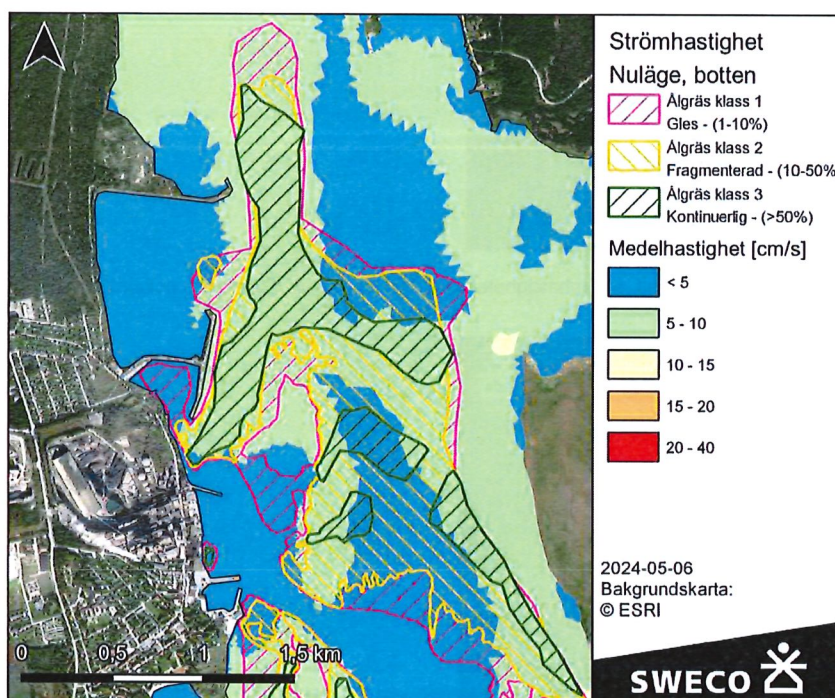 Strömhastighet
Nuläge, botten
Ålgräs klass 1
Gles - (1-10%)
Ålgräs klass 2
Fragmenterad - (10-50%
Ålgräs klass 3
Kontinuerlig - (>50%)
Medelhastighet [cm/s]
< 5
5 - 10
10 - 15
15 - 20
20 - 40
2024-05-06
Bakgrundskarta:
© ESRI
0 0,5 1 1,5 km
SWECO